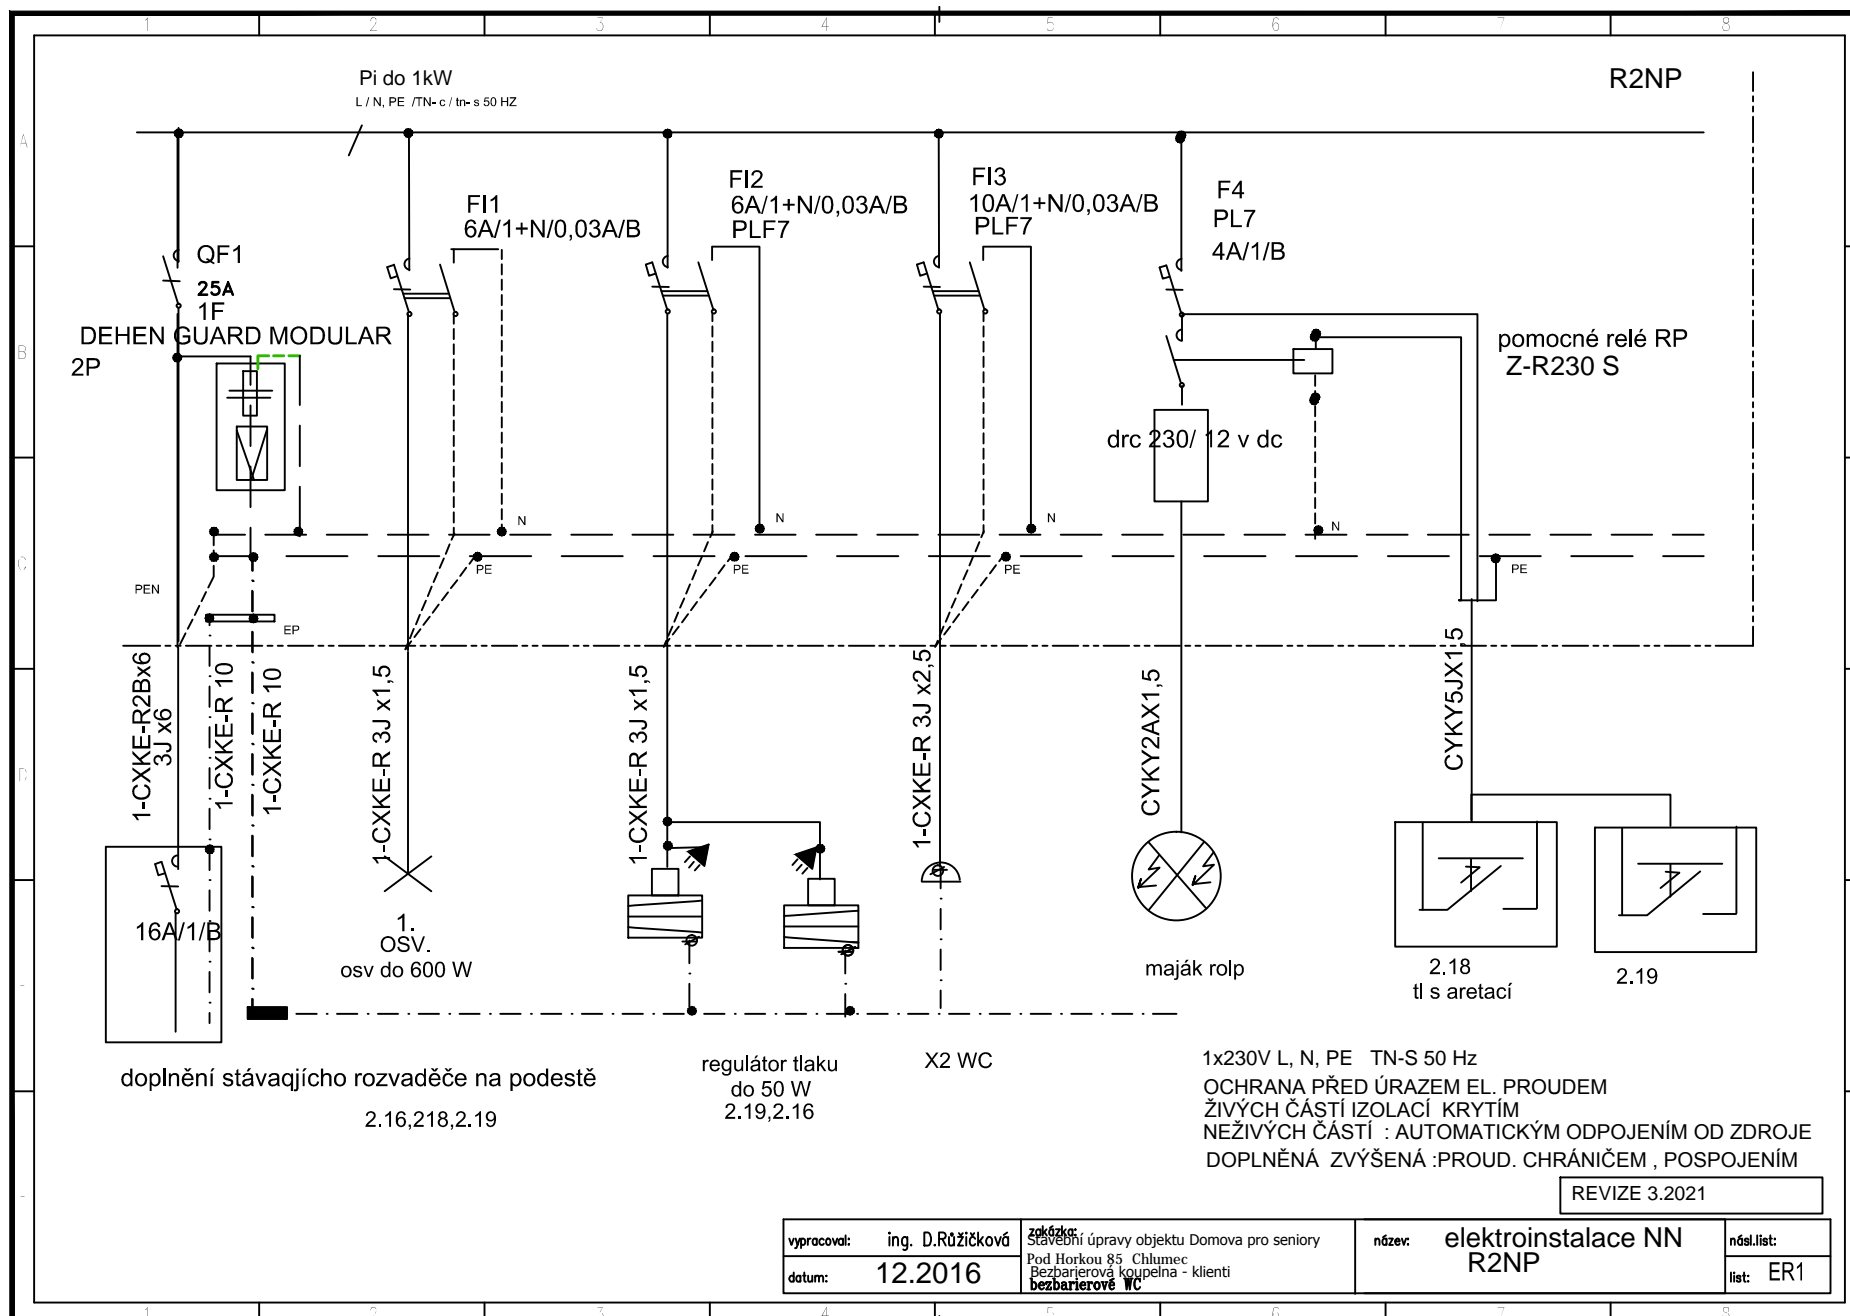 1 2 3 4 5 6 7 8
Pi do 1kW
L / N, PE /TN- c / tn- s 50 HZ
R2NP
A
FI1
6A/1+N/0,03A/B
FI2
6A/1+N/0,03A/B
PLF7
FI3
10A/1+N/0,03A/B
PLF7
F4
PL7
4A/1/B
QF1
25A
1F
DEHEN GUARD MODULAR
2P
B
pomocné relé RP
Z-R230 S
drc 230/ 12 v dc
N
N
N
N
C
PE
PE
PE
PE
PEN
EP
1-CXKE-R2Bx6
3J x6
1-CXKE-R 10
1-CXKE-R 10
1-CXKE-R 3J x1,5
1-CXKE-R 3J x1,5
1-CXKE-R 3J x2,5
CYKY2AX1,5
CYKY5JX1,5
D
16A/1/B
1.
OSV.
osv do 600 W
maják rolp
2.18
tl s aretací
2.19
doplnění stávaqjícho rozvaděče na podestě
2.16,218,2.19
regulátor tlaku
do 50 W
2.19,2.16
X2 WC
1x230V L, N, PE TN-S 50 Hz
OCHRANA PŘED ÚRAZEM EL. PROUDEM
ŽIVÝCH ČÁSTÍ IZOLACÍ KRYTÍM
NEŽIVÝCH ČÁSTÍ : AUTOMATICKÝM ODPOJENÍM OD ZDROJE
DOPLNĚNÁ ZVÝŠENÁ :PROUD. CHRÁNIČEM , POSPOJENÍM
REVIZE 3.2021
vypracoval: ing. D.Růžičková
datum: 12.2016
zakázka:
Stavební úpravy objektu Domova pro seniory
Pod Horkou 85 Chlumec
Bezbarierová koupelna - klienti
bezbarierové WC
název: elektroinstalace NN
R2NP
násl.list:
list: ER1
1 2 3 4 5 6 7 8